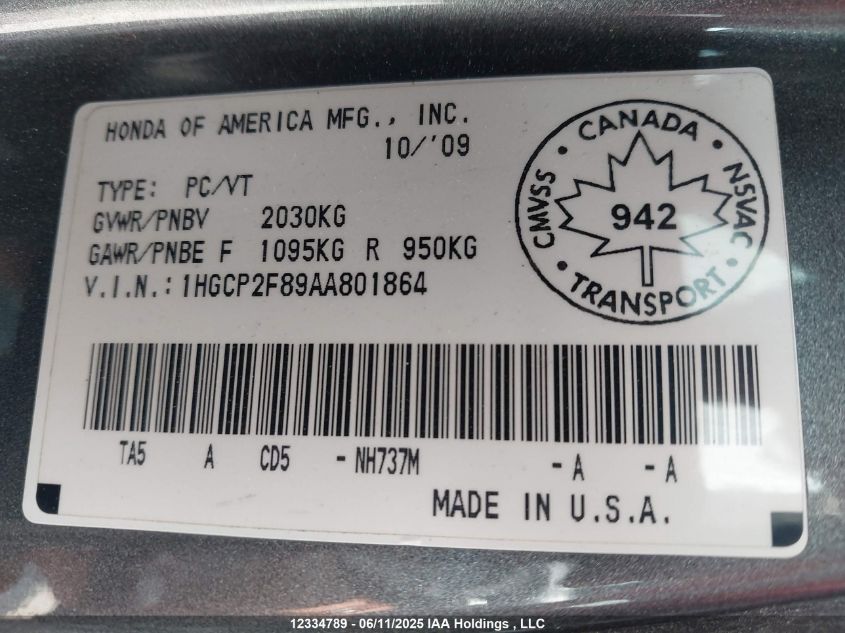 HONDA OF AMERICA MFG., INC.
10/'09
TYPE: PC/VT
GVWR/PNBV 2030KG
GAWR/PNBE F 1095KG R 950KG
V.I.N.: 1HGCP2F89AA801864
CANADA
CMVSS
942
NSVAC
TRANSPORT
TA5 A CD5 - NH737M - A - A
MADE IN U.S.A.
12334789 - 06/11/2025 IAA Holdings , LLC